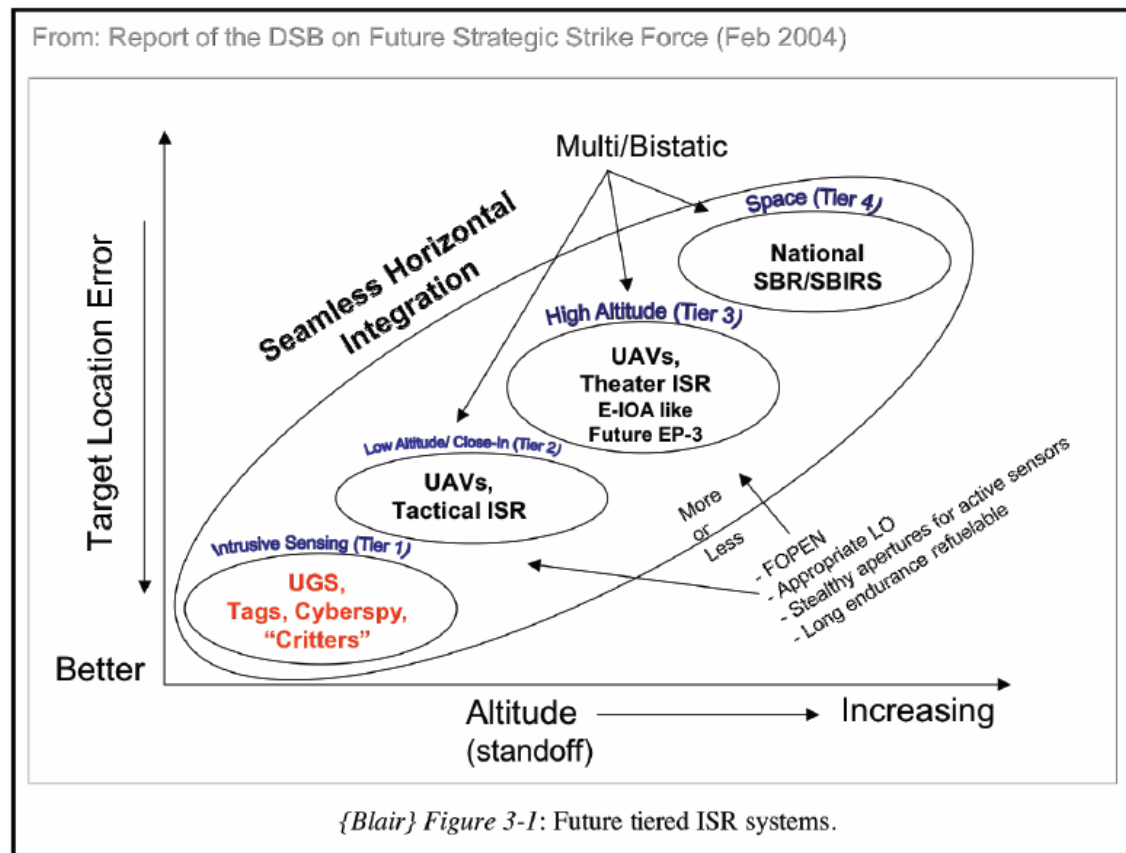 From: Report of the DSB on Future Strategic Strike Force (Feb 2004)
Multi/Bistatic
Seamless Horizontal
Integration
Space (Tier 4)
National
SBR/SBIRS
High Altitude (Tier 3)
UAVs,
Theater ISR
E-IOA like
Future EP-3
Low Altitude/ Close-In (Tier 2)
UAVs,
Tactical ISR
Intrusive Sensing (Tier 1)
UGS,
Tags, Cyberspy,
“Critters”
More
or
Less
- FOPEN
- Appropriate LO
- Stealthy apertures for active sensors
- Long endurance refuelable
Target Location Error
Better
Altitude
(standoff)
Increasing
{Blair} Figure 3-1: Future tiered ISR systems.